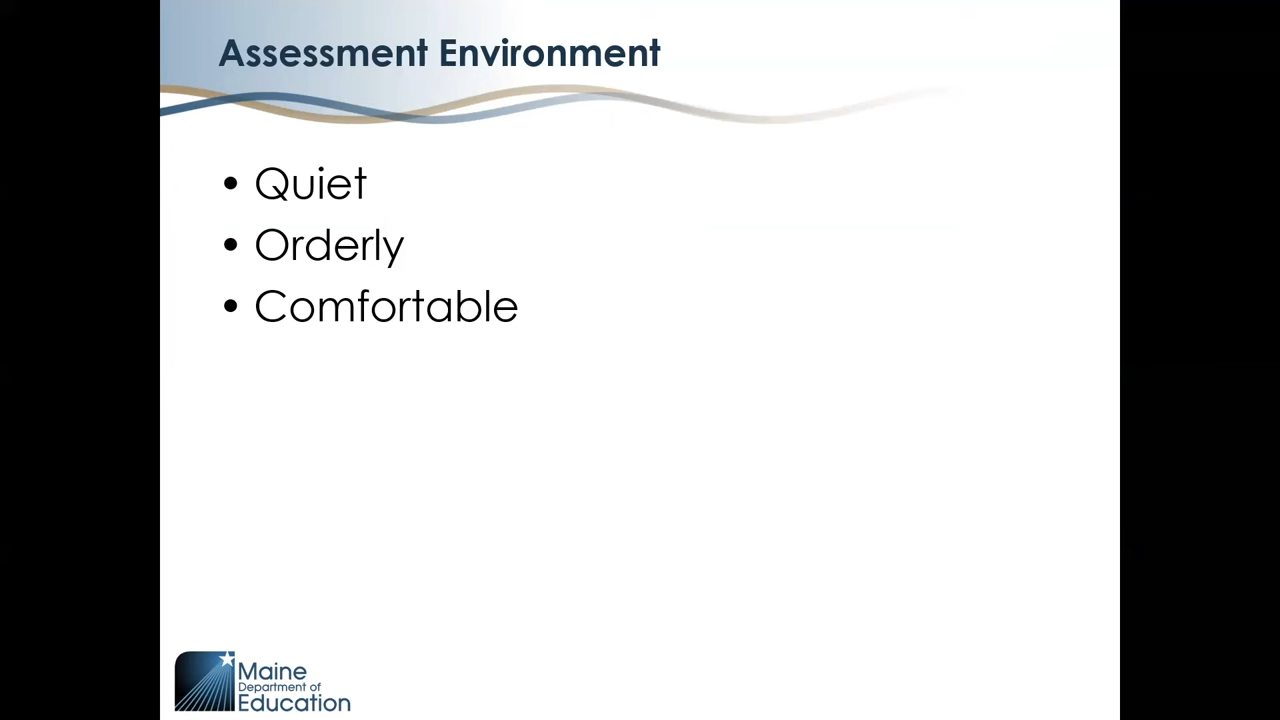 Assessment Environment
• Quiet
• Orderly
• Comfortable
Maine
Department of
Education